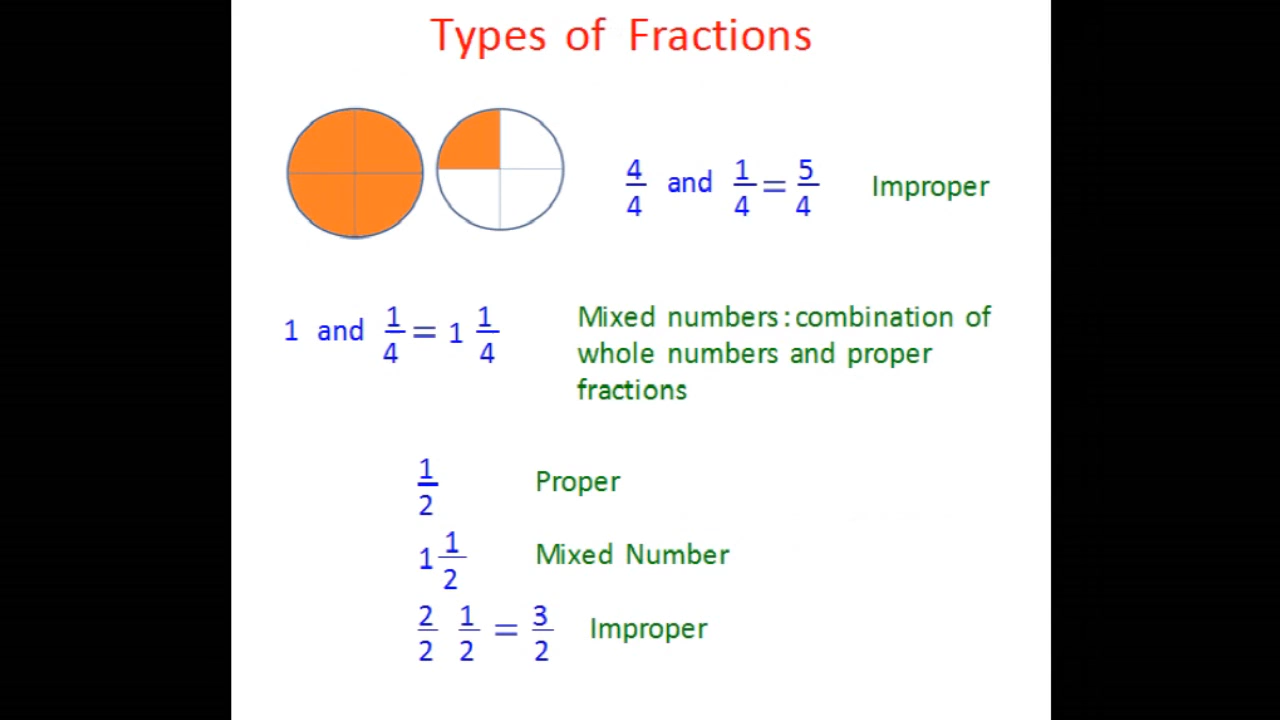 Types of Fractions
4/4 and 1/4 = 5/4 Improper
1 and 1/4 = 1 1/4 Mixed numbers:combination of
whole numbers and proper
fractions
1/2 Proper
1 1/2 Mixed Number
2/2 1/2 = 3/2 Improper